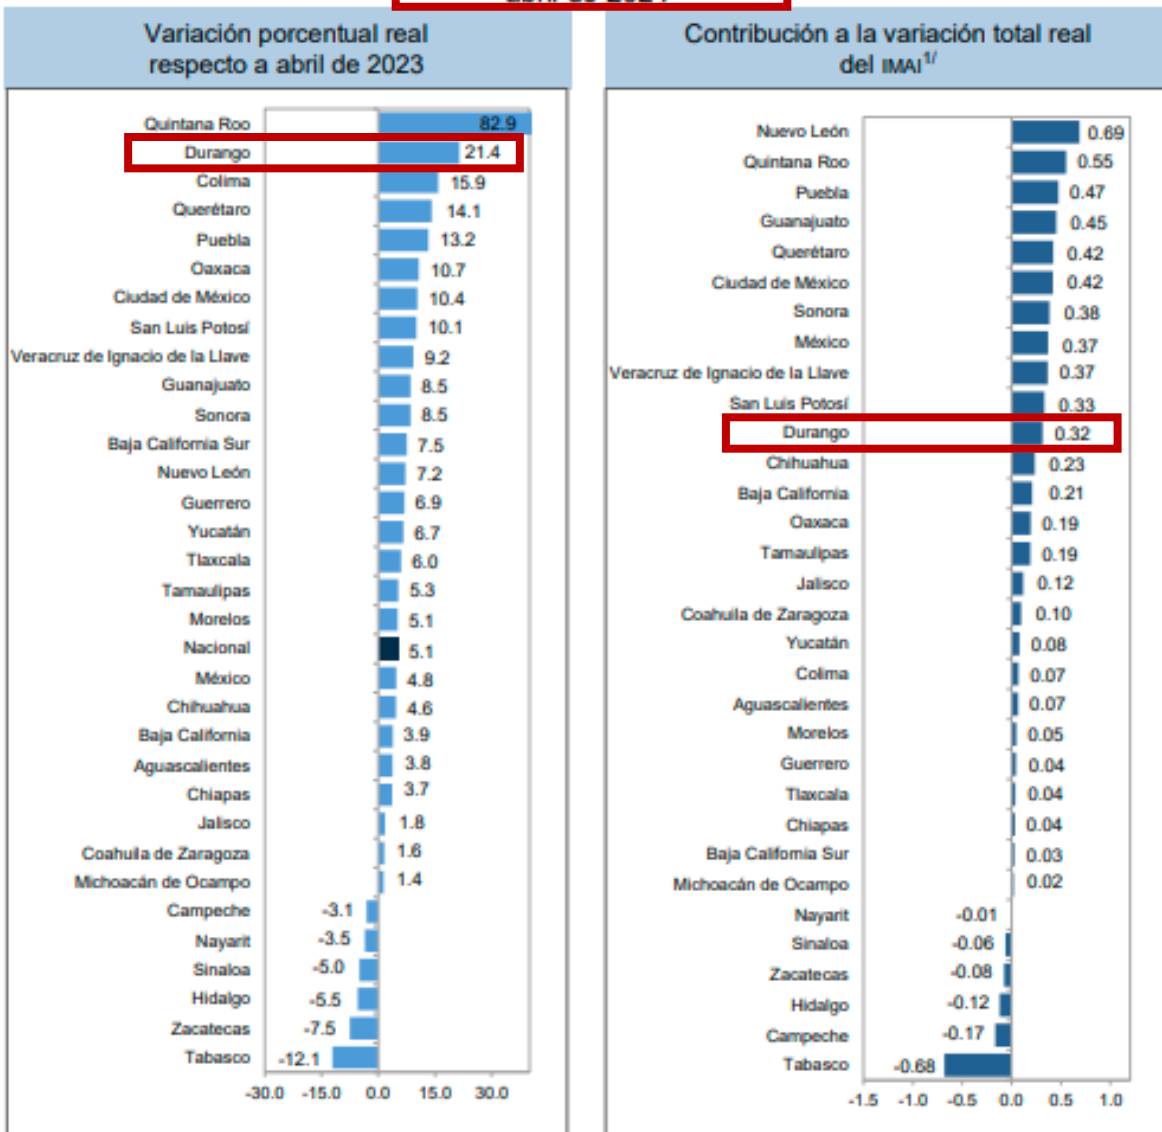 abril de 2024
Variación porcentual real
respecto a abril de 2023
Quintana Roo 82.9
Durango 21.4
Colima 15.9
Querétaro 14.1
Puebla 13.2
Oaxaca 10.7
Ciudad de México 10.4
San Luis Potosí 10.1
Veracruz de Ignacio de la Llave 9.2
Guanajuato 8.5
Sonora 8.5
Baja California Sur 7.5
Nuevo León 7.2
Guerrero 6.9
Yucatán 6.7
Tlaxcala 6.0
Tamaulipas 5.3
Morelos 5.1
Nacional 5.1
México 4.8
Chihuahua 4.6
Baja California 3.9
Aguascalientes 3.8
Chiapas 3.7
Jalisco 1.8
Coahuila de Zaragoza 1.6
Michoacán de Ocampo 1.4
Campeche -3.1
Nayarit -3.5
Sinaloa -5.0
Hidalgo -5.5
Zacatecas -7.5
Tabasco -12.1
-30.0 -15.0 0.0 15.0 30.0
Contribución a la variación total real
del IMAI1/
Nuevo León 0.69
Quintana Roo 0.55
Puebla 0.47
Guanajuato 0.45
Querétaro 0.42
Ciudad de México 0.42
Sonora 0.38
México 0.37
Veracruz de Ignacio de la Llave 0.37
San Luis Potosí 0.33
Durango 0.32
Chihuahua 0.23
Baja California 0.21
Oaxaca 0.19
Tamaulipas 0.19
Jalisco 0.12
Coahuila de Zaragoza 0.10
Yucatán 0.08
Colima 0.07
Aguascalientes 0.07
Morelos 0.05
Guerrero 0.04
Tlaxcala 0.04
Chiapas 0.04
Baja California Sur 0.03
Michoacán de Ocampo 0.02
Nayarit -0.01
Sinaloa -0.06
Zacatecas -0.08
Hidalgo -0.12
Campeche -0.17
Tabasco -0.68
-1.5 -1.0 -0.5 0.0 0.5 1.0